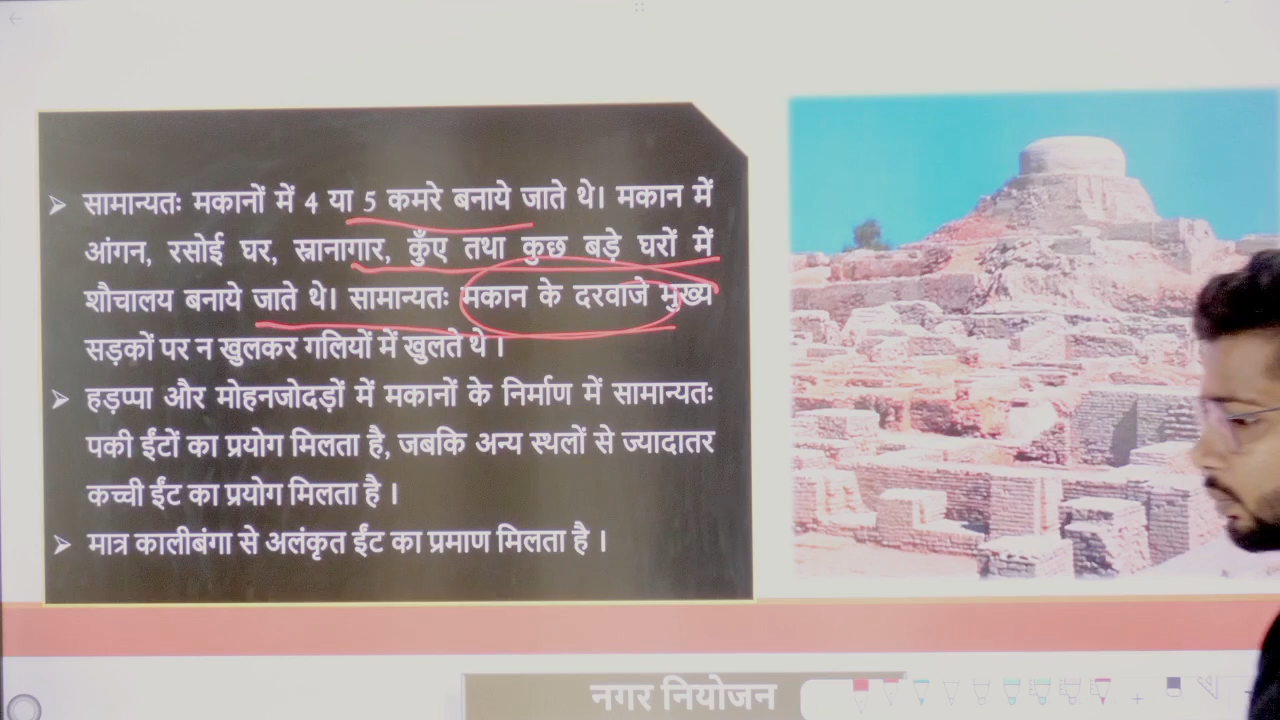 ➢ सामान्यतः मकानों में 4 या 5 कमरे बनाये जाते थे। मकान में
आंगन, रसोई घर, स्नानागार, कुँए तथा कुछ बड़े घरों में
शौचालय बनाये जाते थे। सामान्यतः मकान के दरवाजे मुख्य
सड़कों पर न खुलकर गलियों में खुलते थे ।
➢ हड़प्पा और मोहनजोदड़ों में मकानों के निर्माण में सामान्यतः
पकी ईंटों का प्रयोग मिलता है, जबकि अन्य स्थलों से ज्यादातर
कच्ची ईंट का प्रयोग मिलता है ।
➢ मात्र कालीबंगा से अलंकृत ईंट का प्रमाण मिलता है ।
नगर नियोजन